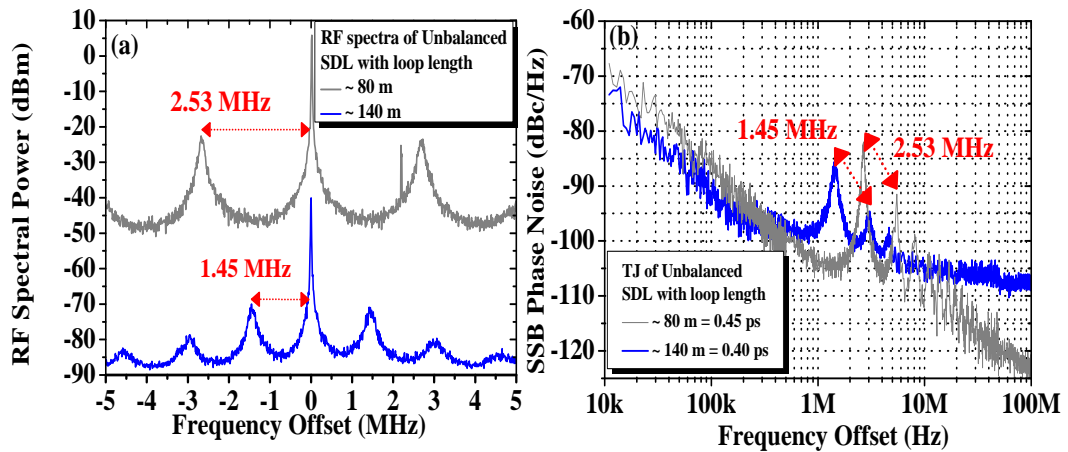 (a)
RF spectra of Unbalanced
SDL with loop length
~ 80 m
~ 140 m
2.53 MHz
1.45 MHz
RF Spectral Power (dBm)
10
0
-10
-20
-30
-40
-50
-60
-70
-80
-90
-5 -4 -3 -2 -1 0 1 2 3 4 5
Frequency Offset (MHz)
(b)
1.45 MHz
2.53 MHz
TJ of Unbalanced
SDL with loop length
~ 80 m = 0.45 ps
~ 140 m = 0.40 ps
SSB Phase Noise (dBc/Hz)
-60
-70
-80
-90
-100
-110
-120
10k 100k 1M 10M 100M
Frequency Offset (Hz)